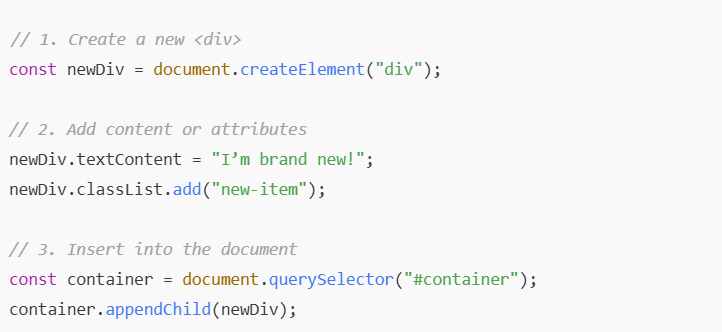 // 1. Create a new <div>
const newDiv = document.createElement("div");
// 2. Add content or attributes
newDiv.textContent = "I’m brand new!";
newDiv.classList.add("new-item");
// 3. Insert into the document
const container = document.querySelector("#container");
container.appendChild(newDiv);